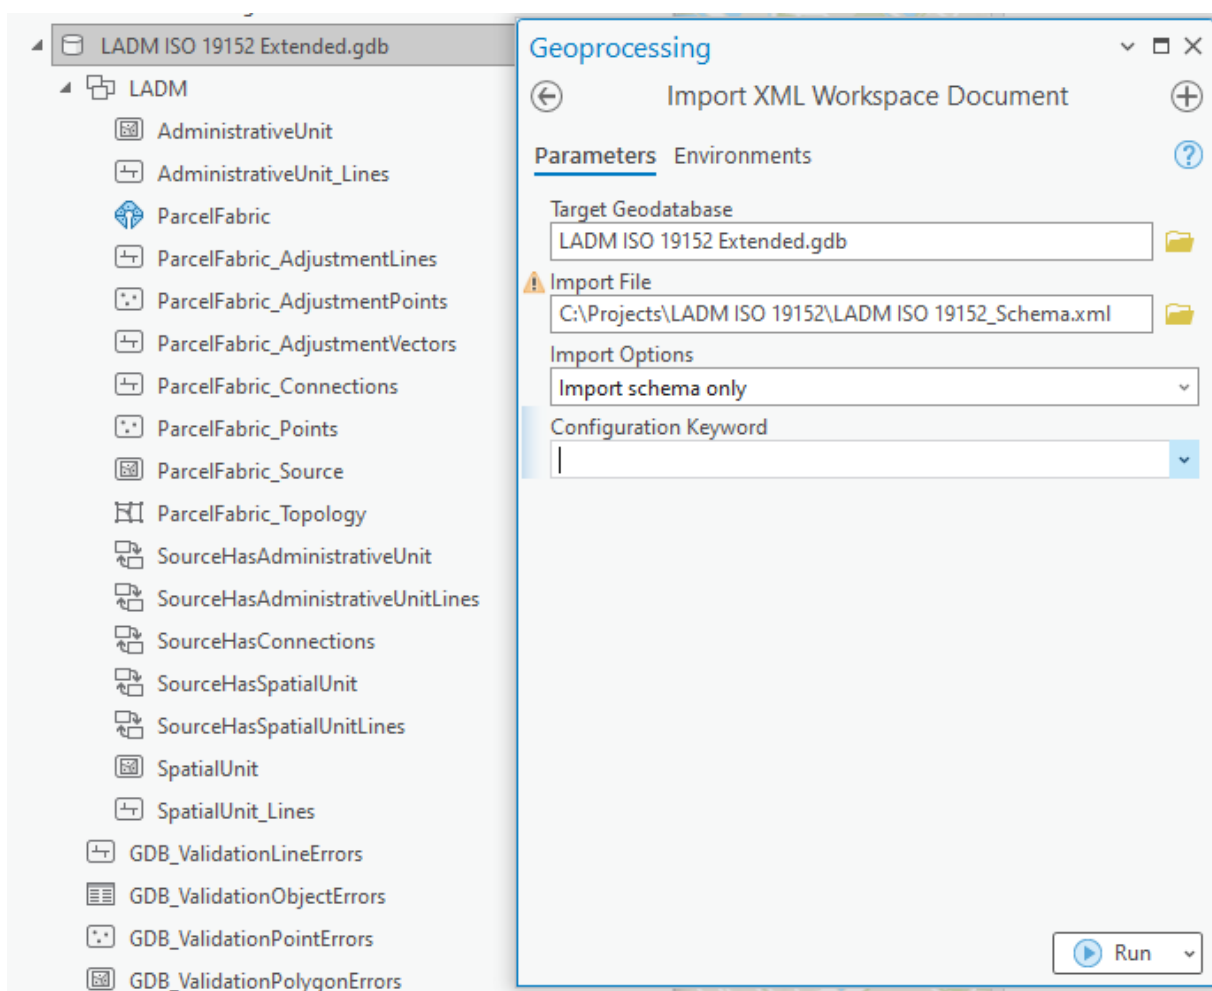 LADM ISO 19152 Extended.gdb
LADM
AdministrativeUnit
AdministrativeUnit_Lines
ParcelFabric
ParcelFabric_AdjustmentLines
ParcelFabric_AdjustmentPoints
ParcelFabric_AdjustmentVectors
ParcelFabric_Connections
ParcelFabric_Points
ParcelFabric_Source
ParcelFabric_Topology
SourceHasAdministrativeUnit
SourceHasAdministrativeUnitLines
SourceHasConnections
SourceHasSpatialUnit
SourceHasSpatialUnitLines
SpatialUnit
SpatialUnit_Lines
GDB_ValidationLineErrors
GDB_ValidationObjectErrors
GDB_ValidationPointErrors
GDB_ValidationPolygonErrors
Geoprocessing
Import XML Workspace Document
Parameters Environments
Target Geodatabase
LADM ISO 19152 Extended.gdb
Import File
C:\Projects\LADM ISO 19152\LADM ISO 19152_Schema.xml
Import Options
Import schema only
Configuration Keyword
Run